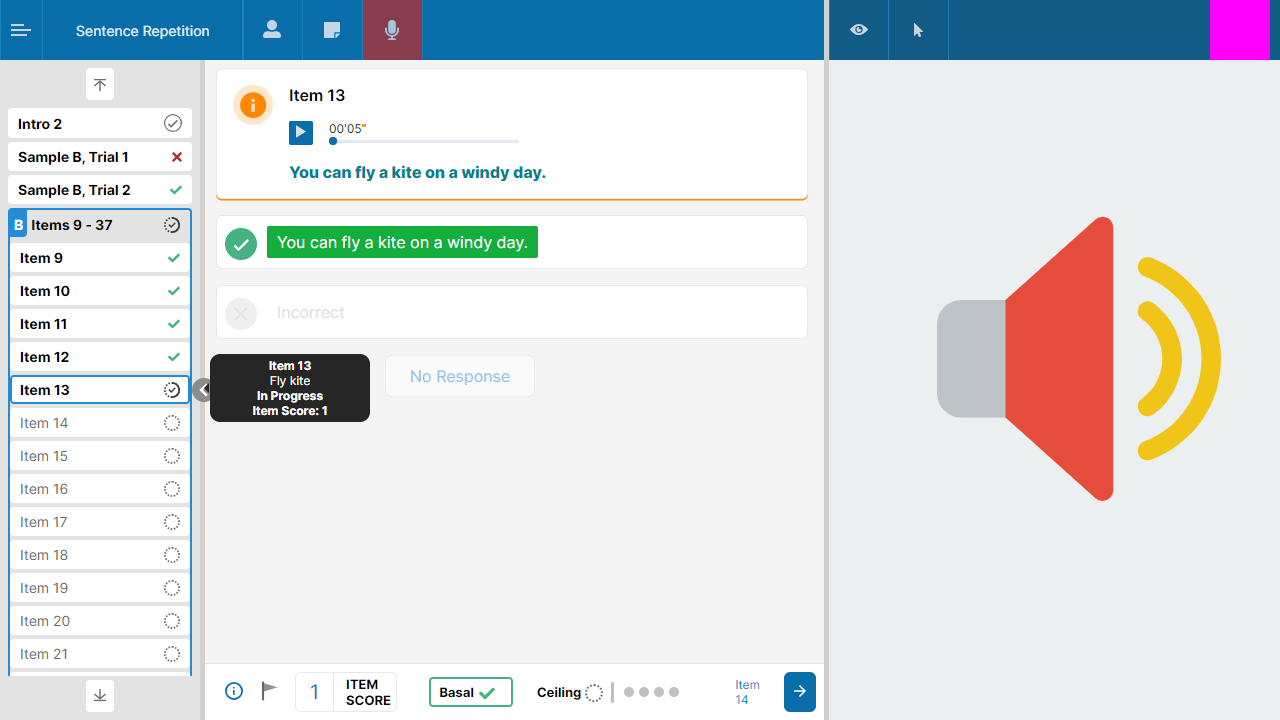 Sentence Repetition
Intro 2
Sample B, Trial 1
Sample B, Trial 2
B Items 9 - 37
Item 9
Item 10
Item 11
Item 12
Item 13
Item 14
Item 15
Item 16
Item 17
Item 18
Item 19
Item 20
Item 21
Item 13
00'05"
You can fly a kite on a windy day.
You can fly a kite on a windy day.
Incorrect
Item 13
Fly kite
In Progress
Item Score: 1
No Response
1 ITEM
SCORE
Basal
Ceiling
Item
14